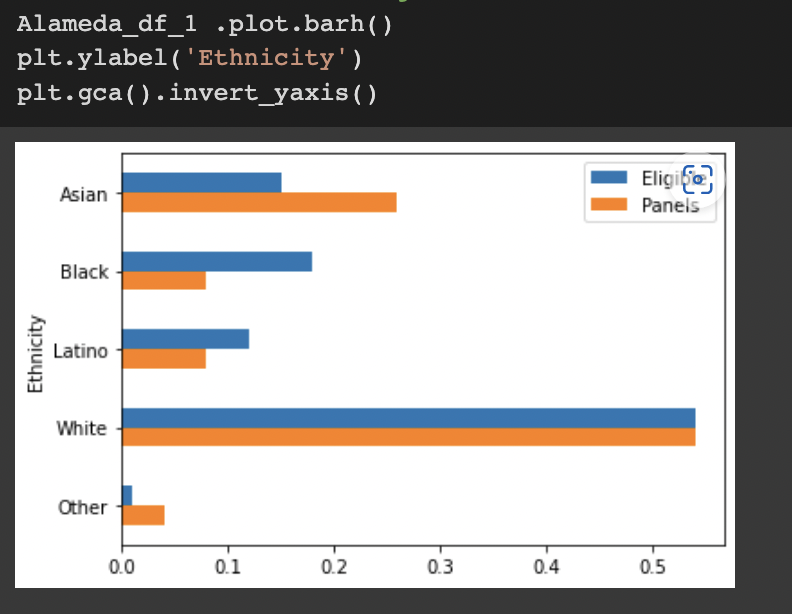 Alameda_df_1 .plot.barh()
plt.ylabel('Ethnicity')
plt.gca().invert_yaxis()
Eligible
Panels
Asian
Black
Latino
White
Other
Ethnicity
0.0 0.1 0.2 0.3 0.4 0.5